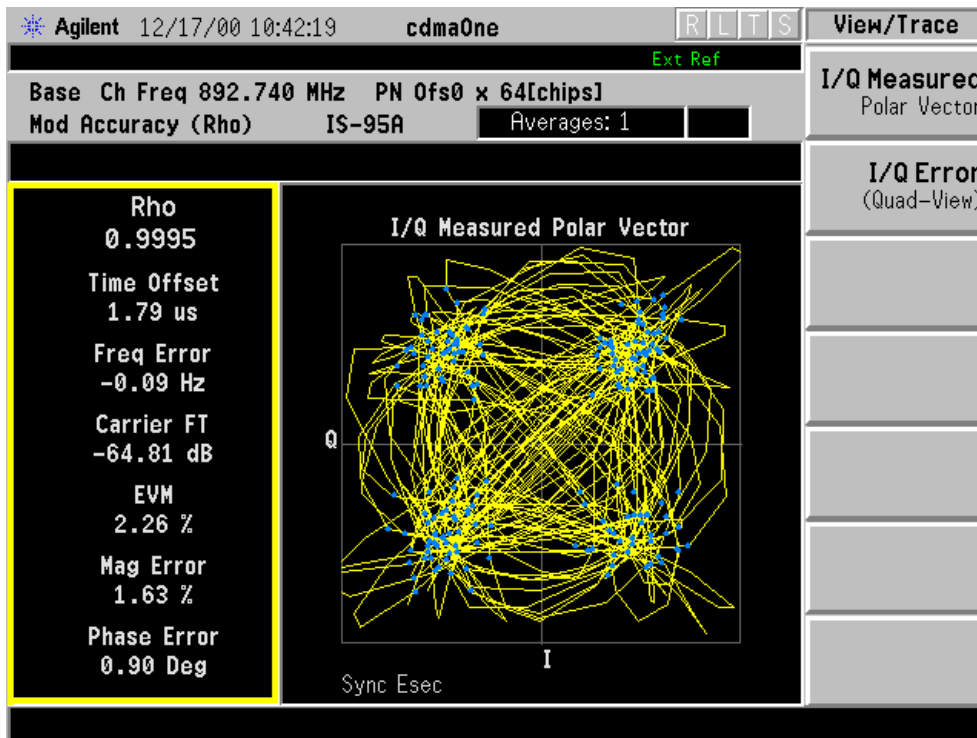 Agilent 12/17/00 10:42:19 cdmaOne R L T S
Ext Ref
Base Ch Freq 892.740 MHz PN Ofs0 x 64[chips]
Mod Accuracy (Rho) IS-95A Averages: 1
Rho
0.9995
Time Offset
1.79 us
Freq Error
-0.09 Hz
Carrier FT
-64.81 dB
EVM
2.26 %
Mag Error
1.63 %
Phase Error
0.90 Deg
I/Q Measured Polar Vector
Q
I
Sync Esec
View/Trace
I/Q Measured
Polar Vector
I/Q Error
(Quad-View)